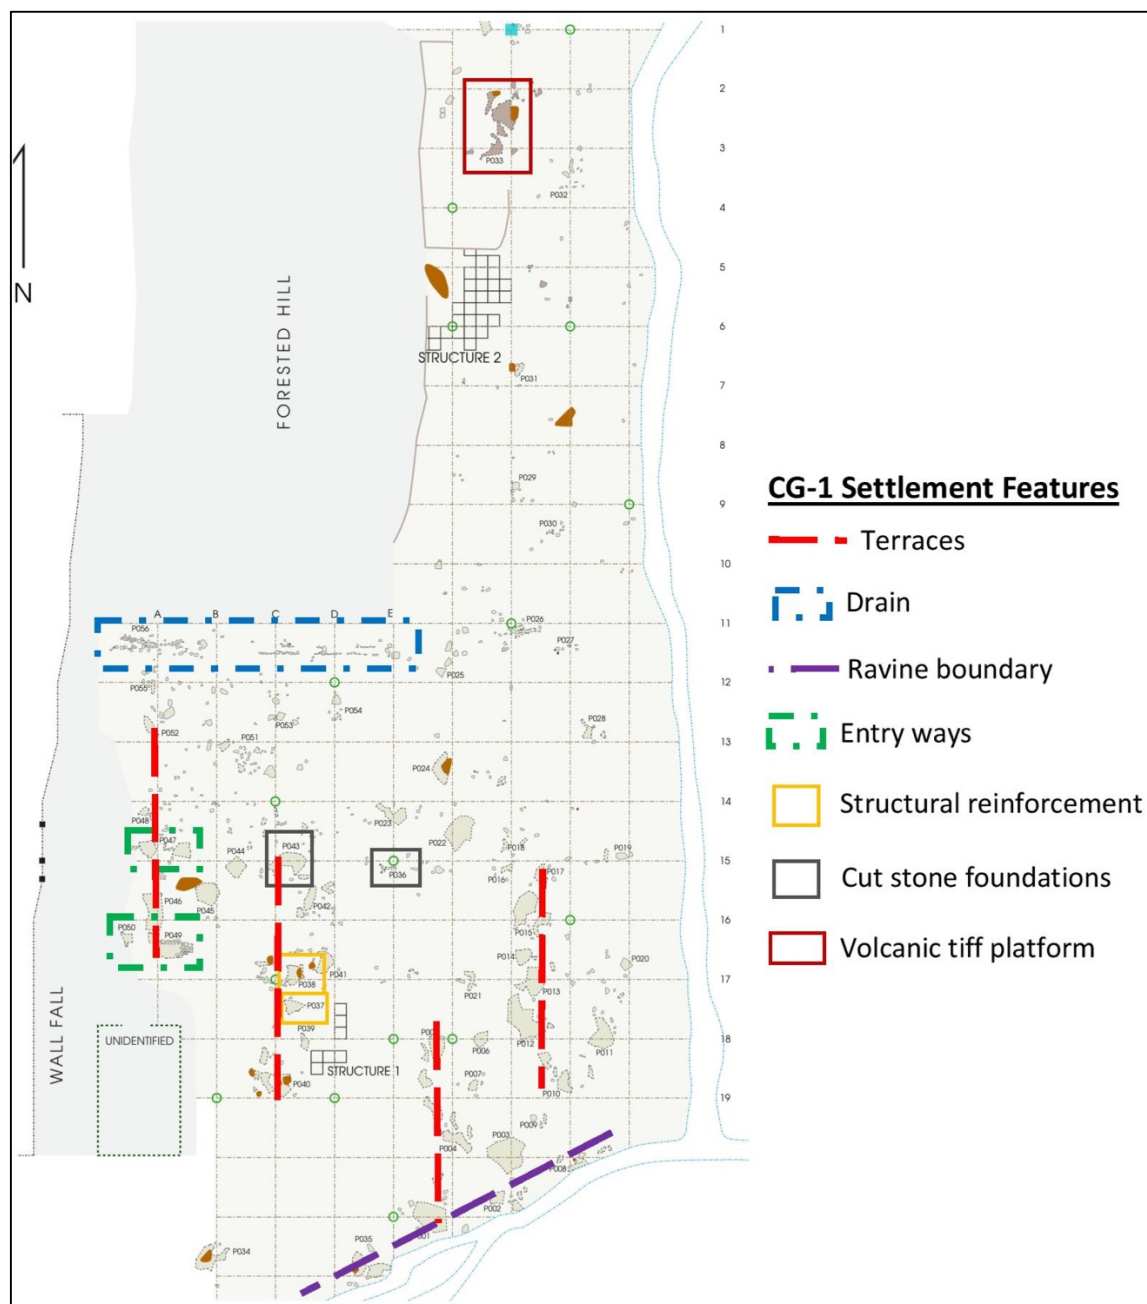 1
2
P033
3
P032
4
5
N
FORESTED HILL
6
STRUCTURE 2
P031
7
8
P029
9
P030
10
A B C D E
11
P026
P056
P027
P025
P055
12
P054
P053
P052
P028
P051
13
P024
14
P048
P023
P047
P043
P044
P022
P018
P019
15
P036
P016
P017
P046
P045
P042
16
P015
P050
P049
P014
P020
P041
17
P038
P021
P013
P037
P039
P012
P006
P011
18
UNIDENTIFIED
WALL FALL
STRUCTURE 1
P040
P007
P010
19
P009
P004
P003
P008
P002
P034
P035
CG-1 Settlement Features
Terraces
Drain
Ravine boundary
Entry ways
Structural reinforcement
Cut stone foundations
Volcanic tiff platform